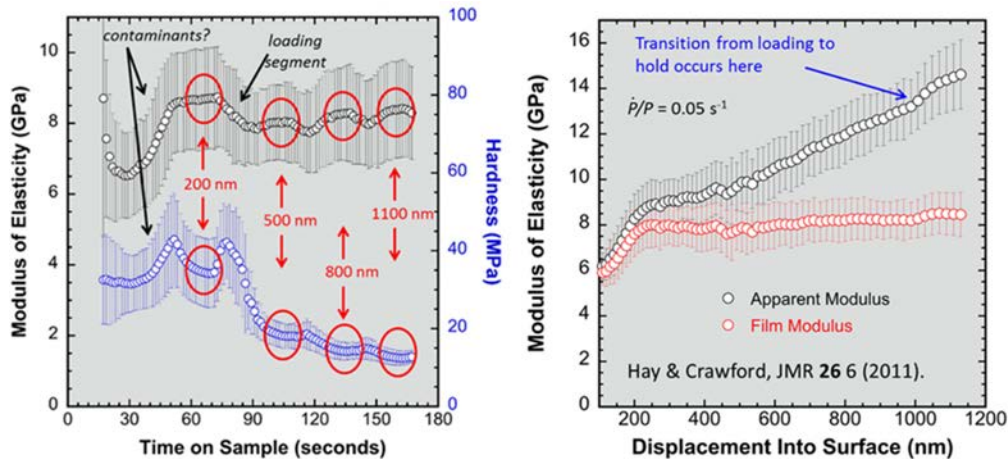 contaminants?
loading
segment
200 nm
500 nm
800 nm
1100 nm
10
8
6
4
2
0
100
80
60
40
20
0
0 30 60 90 120 150 180
Modulus of Elasticity (GPa)
Hardness (MPa)
Time on Sample (seconds)
Transition from loading to
hold occurs here
Ṗ/P = 0.05 s⁻¹
Apparent Modulus
Film Modulus
Hay & Crawford, JMR 26 6 (2011).
16
14
12
10
8
6
4
2
0
200 400 600 800 1000 1200
Modulus of Elasticity (GPa)
Displacement Into Surface (nm)